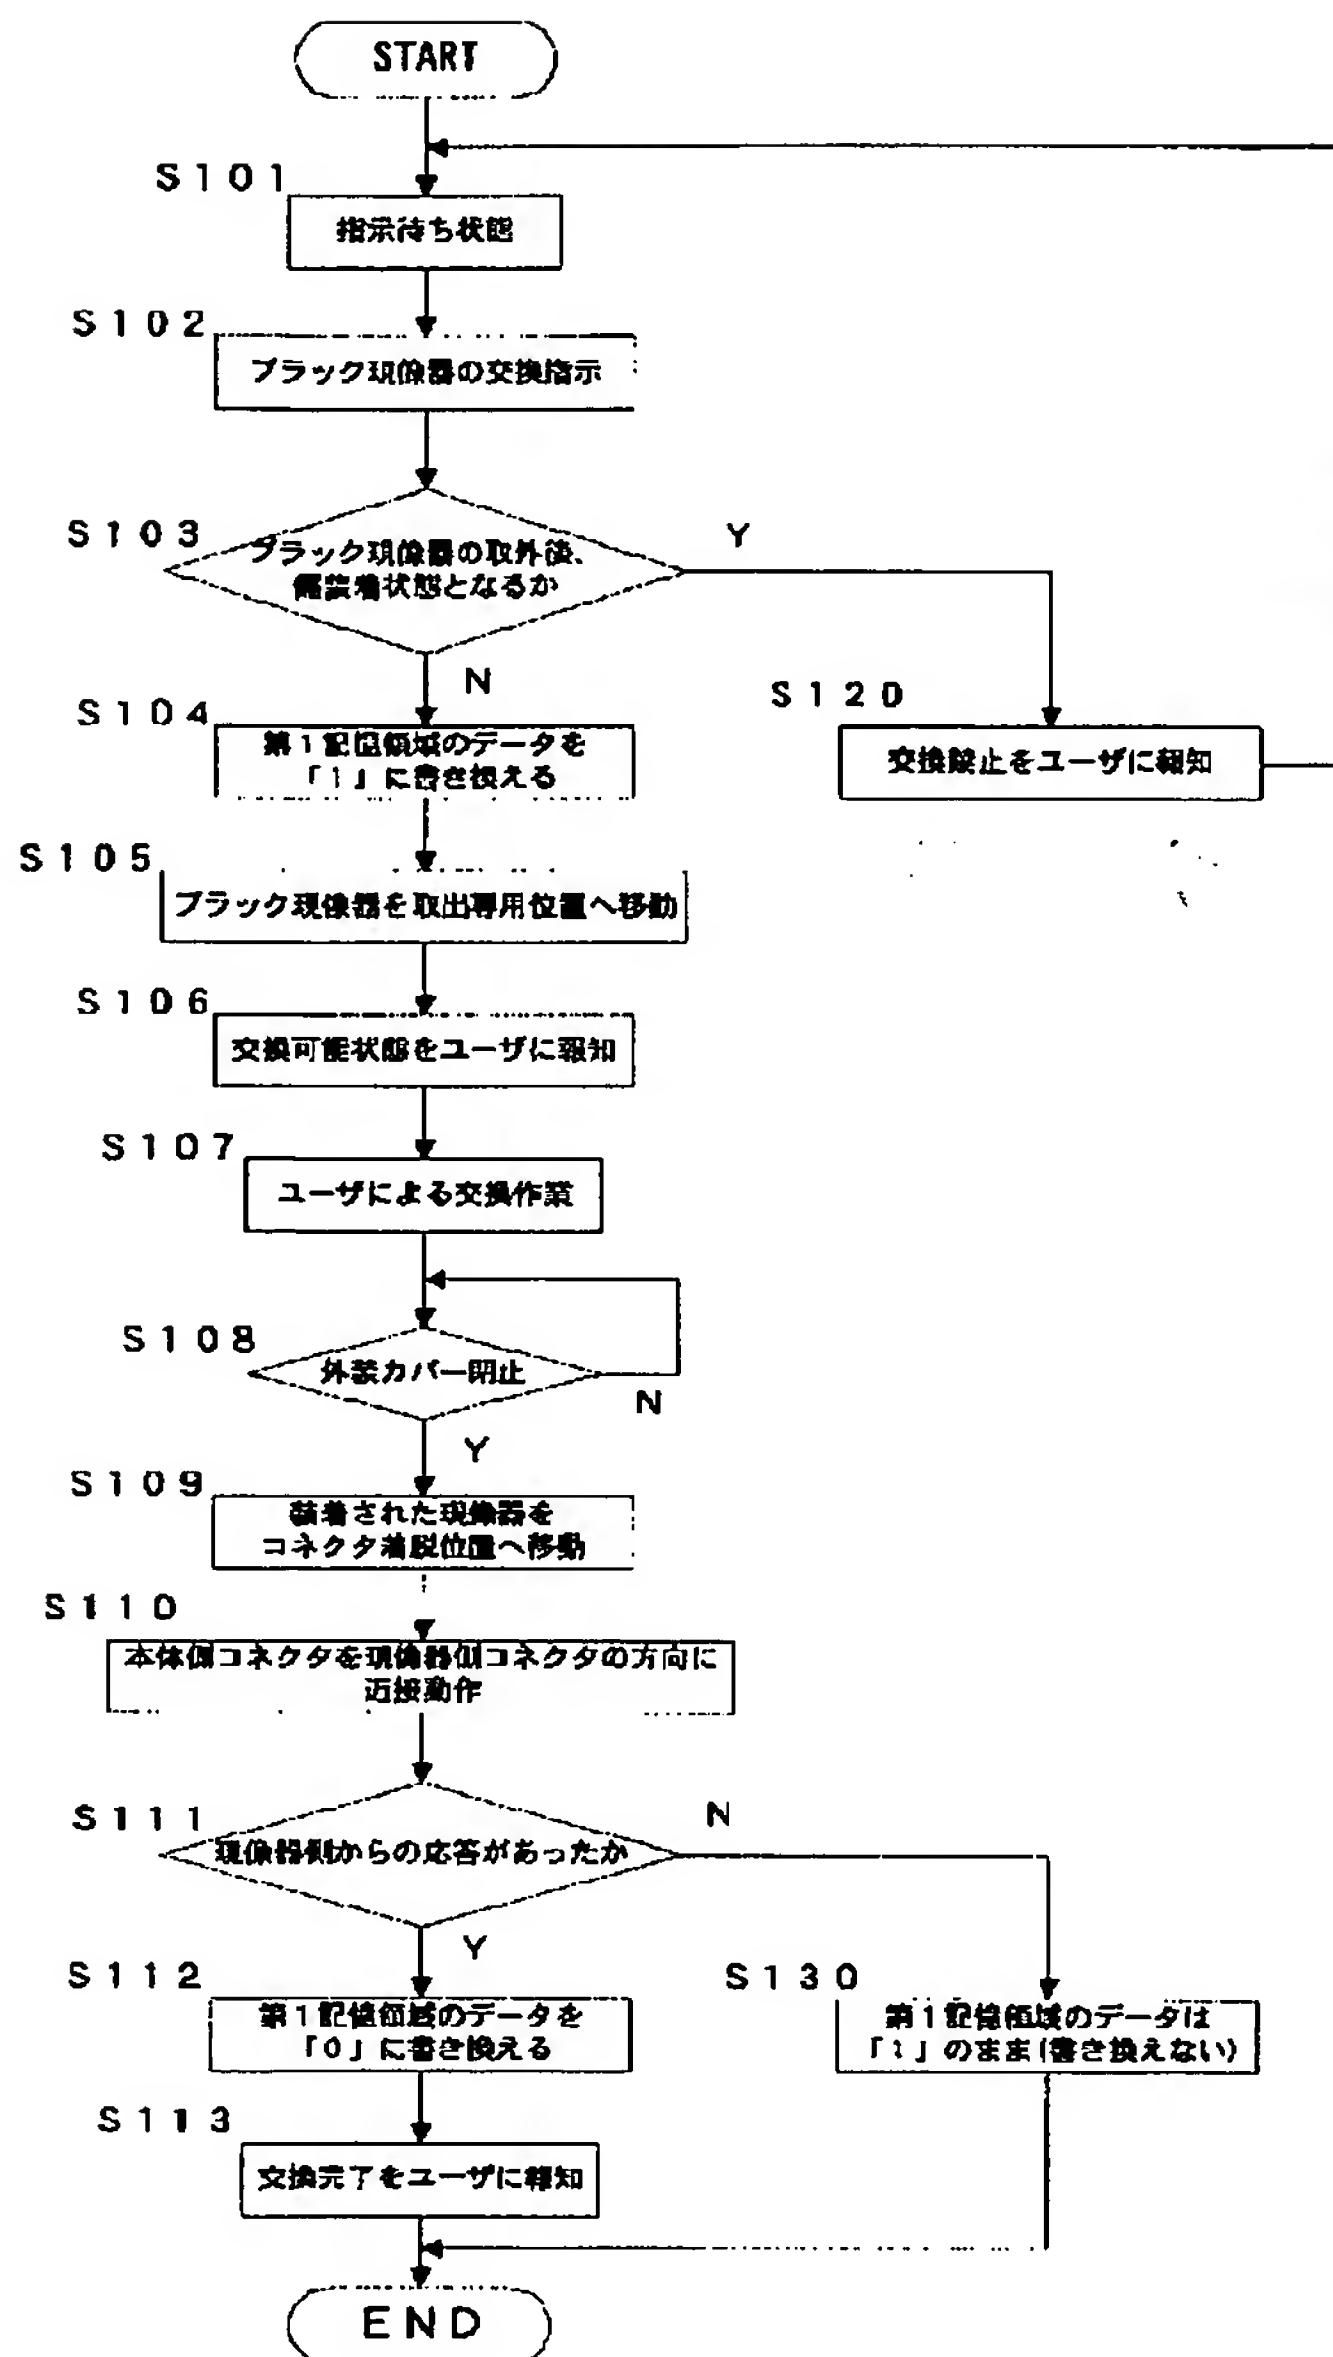 START
S101
指示待ち状態
S102
ブラック現像器の交換指示
S103
Y
ブラック現像器の取外後、
偏装着状態となるか
N
S104
第1記憶領域のデータを
「1」に書き換える
S120
交換禁止をユーザに報知
S105
ブラック現像器を取出専用位置へ移動
S106
交換可能状態をユーザに報知
S107
ユーザによる交換作業
S108
外装カバー閉止
N
Y
S109
装着された現像器を
コネクタ着脱位置へ移動
S110
本体側コネクタを現像器側コネクタの方向に
近接動作
S111
N
現像器側からの応答があったか
Y
S112
第1記憶領域のデータを
「0」に書き換える
S130
第1記憶領域のデータは
「1」のまま(書き換えない)
S113
交換完了をユーザに報知
END